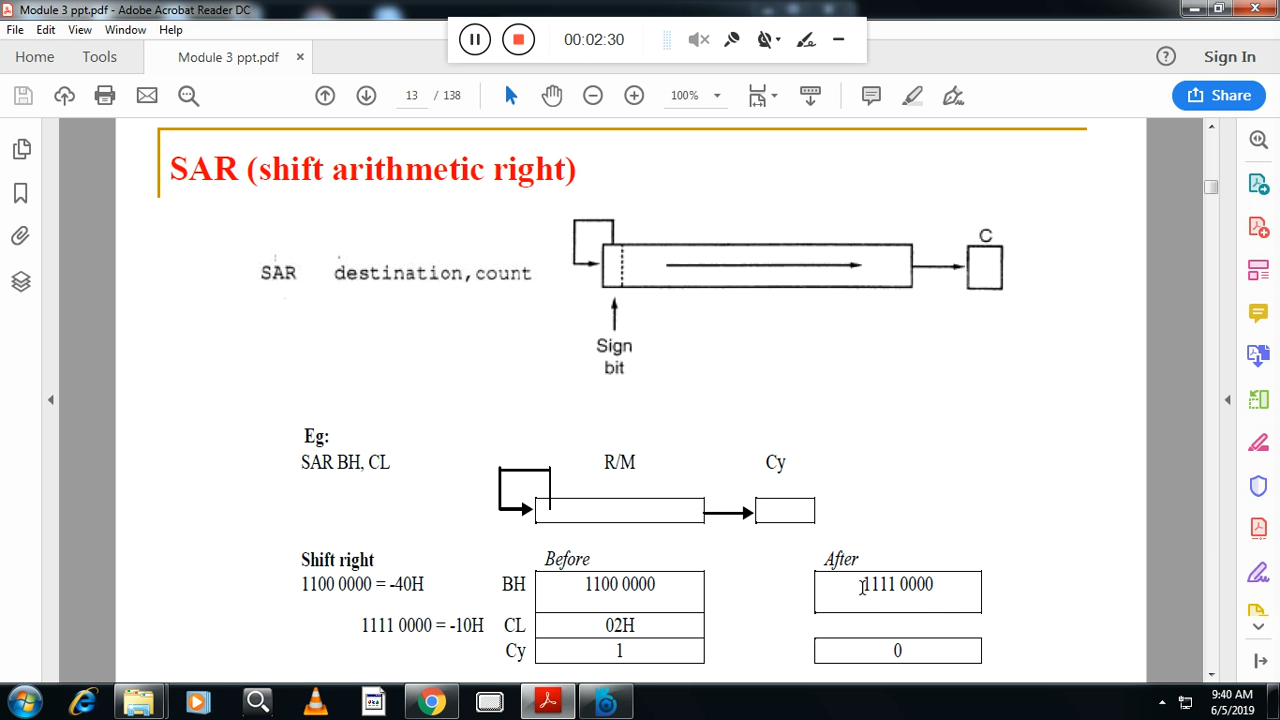 Module 3 ppt.pdf - Adobe Acrobat Reader DC
File Edit View Window Help
00:02:30
Home Tools Module 3 ppt.pdf × Sign In
13 / 138 100% Share
SAR (shift arithmetic right)
C
SAR destination,count
Sign
bit
Eg:
SAR BH, CL R/M Cy
Shift right Before After
1100 0000 = -40H BH 1100 0000 1111 0000
1111 0000 = -10H CL 02H
Cy 1 0
9:40 AM
6/5/2019